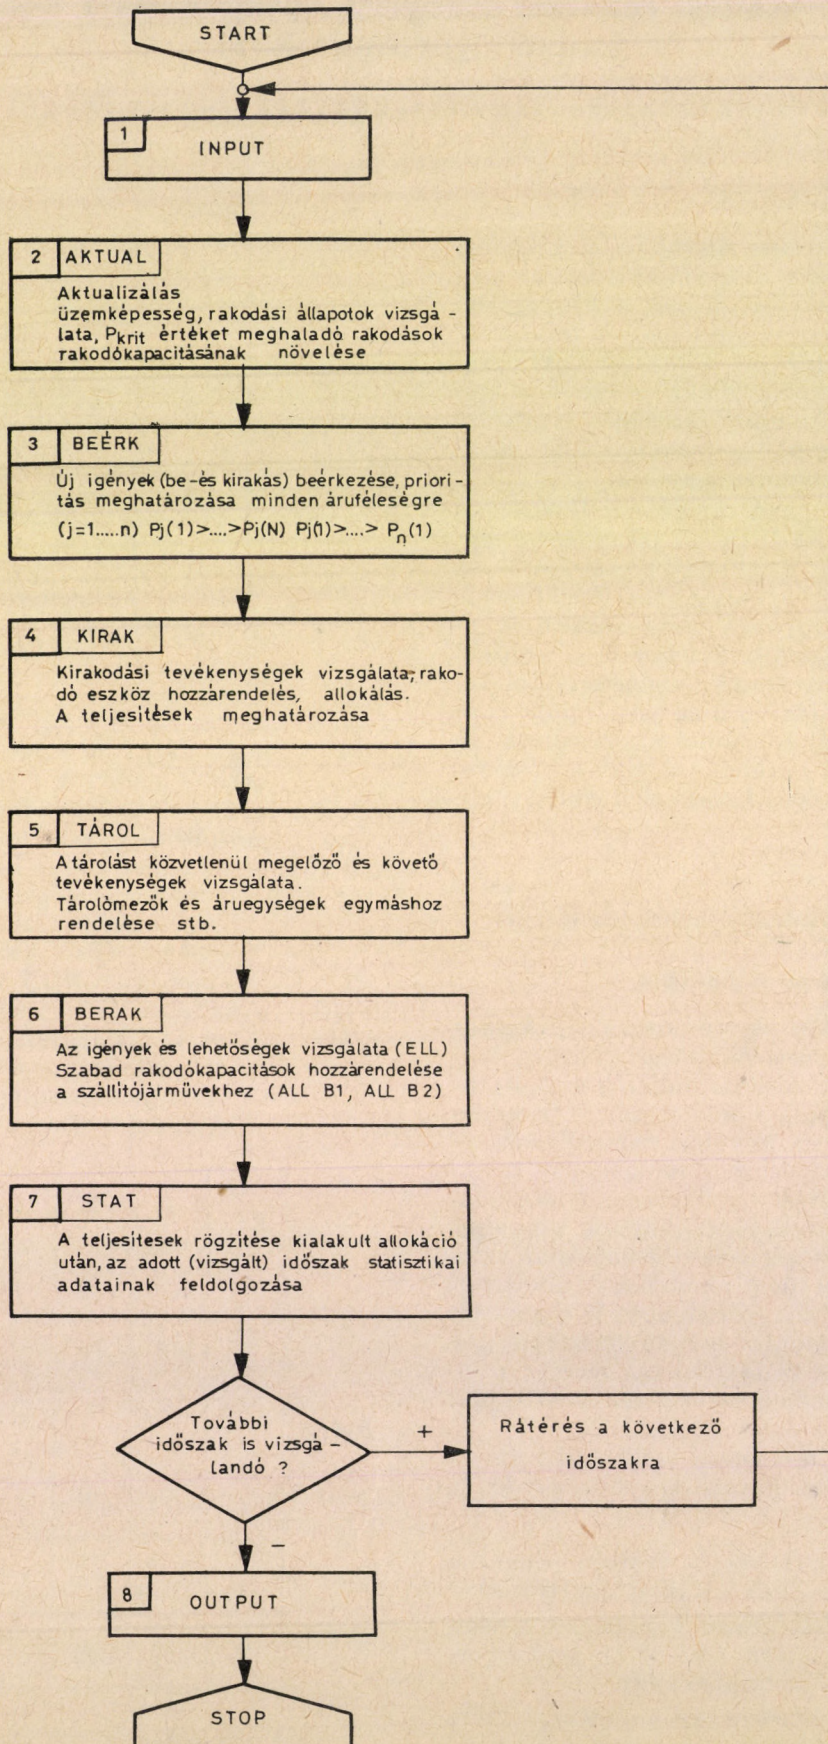 START
1
INPUT
2 AKTUAL
Aktualizálás
üzemképesség, rakodási állapotok vizsgá -
lata, Pkrit értéket meghaladó rakodások
rakodókapacitásának növelése
3 BEÉRK
Új igények (be-és kirakás) beérkezése, priori-
tás meghatározása minden áruféleségre
(j=1.....n) Pj(1)>....>Pj(N) Pj(1)>....> Pn(1)
4 KIRAK
Kirakodási tevékenységek vizsgálata, rako-
dó eszköz hozzárendelés, allokálás.
A teljesítések meghatározása
5 TÁROL
A tárolást közvetlenül megelőző és követő
tevékenységek vizsgálata.
Tárolómezők és áruegységek egymáshoz
rendelése stb.
6 BERAK
Az igények és lehetőségek vizsgálata (ELL)
Szabad rakodókapacitások hozzárendelése
a szállítójárművekhez (ALL B1, ALL B2)
7 STAT
A teljesítesek rögzítése kialakult allokáció
után, az adott (vizsgált) időszak statisztikai
adatainak feldolgozása
További
időszak is vizsgá -
landó ?
+
Rátérés a következő
időszakra
-
8
OUTPUT
STOP